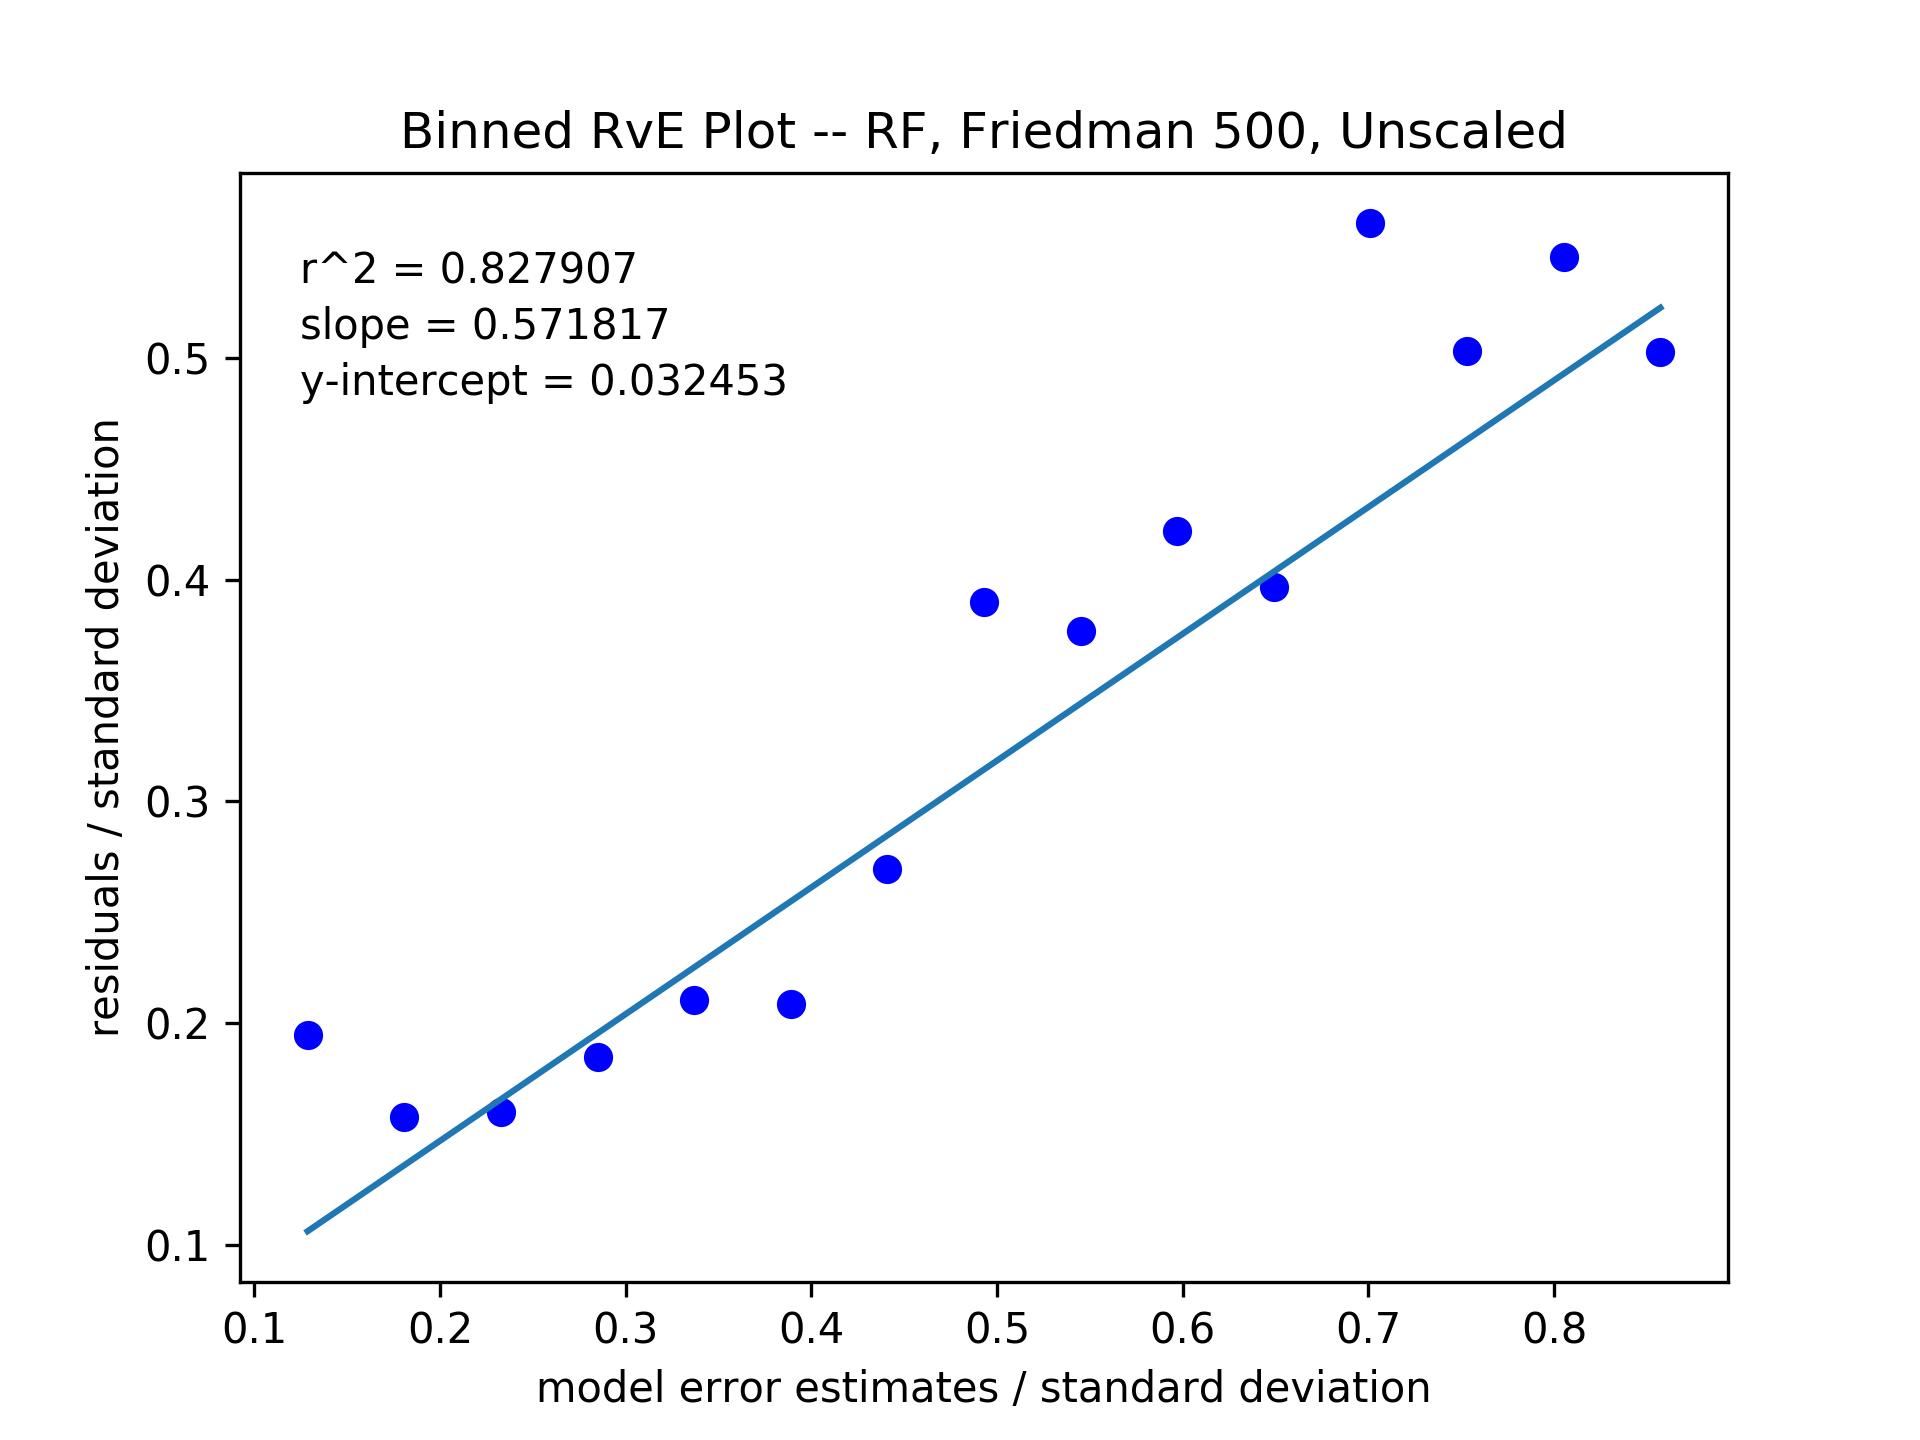 Binned RvE Plot -- RF, Friedman 500, Unscaled
r^2 = 0.827907
slope = 0.571817
y-intercept = 0.032453
residuals / standard deviation
0.5
0.4
0.3
0.2
0.1
0.1 0.2 0.3 0.4 0.5 0.6 0.7 0.8
model error estimates / standard deviation